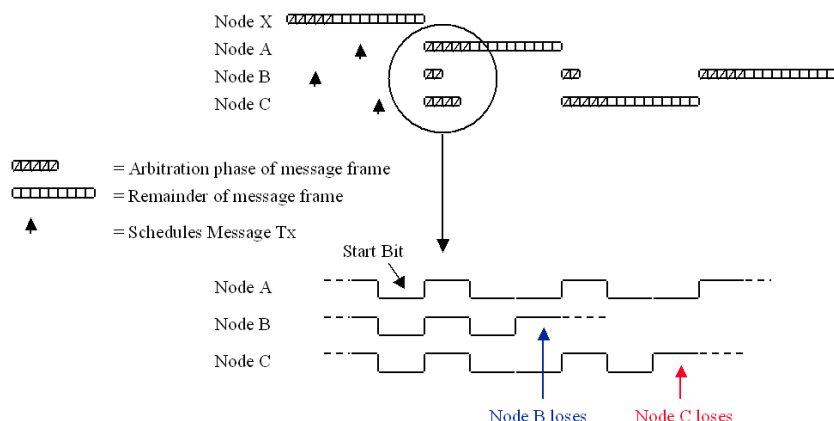 Node X
Node A
Node B
Node C
= Arbitration phase of message frame
= Remainder of message frame
= Schedules Message Tx
Start Bit
Node A
Node B
Node C
Node B loses
Node C loses